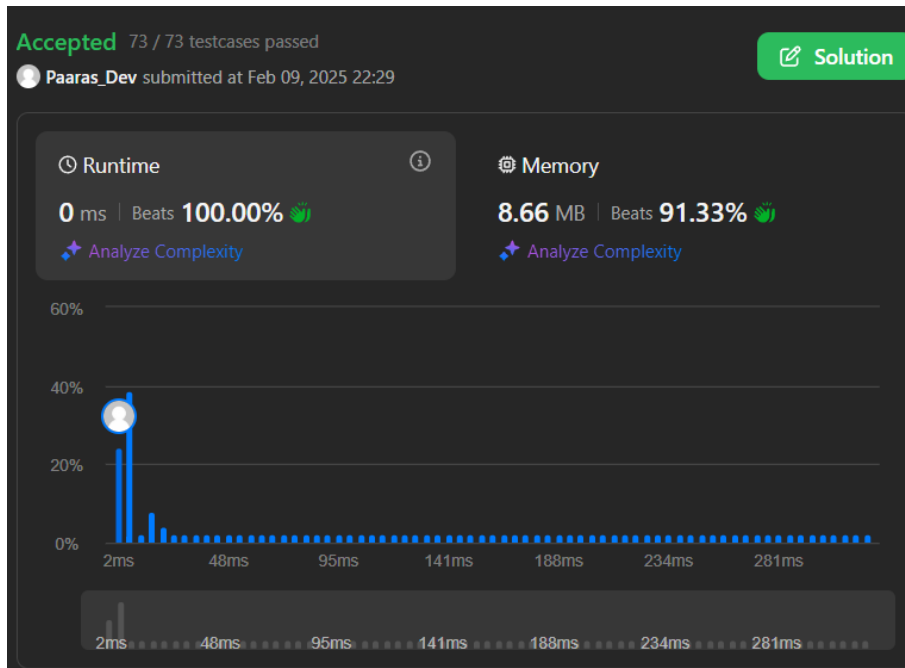 Accepted 73 / 73 testcases passed
Paaras_Dev submitted at Feb 09, 2025 22:29
Solution
Runtime
0 ms Beats 100.00%
Analyze Complexity
Memory
8.66 MB Beats 91.33%
Analyze Complexity
60%
40%
20%
0%
2ms 48ms 95ms 141ms 188ms 234ms 281ms
2ms 48ms 95ms 141ms 188ms 234ms 281ms